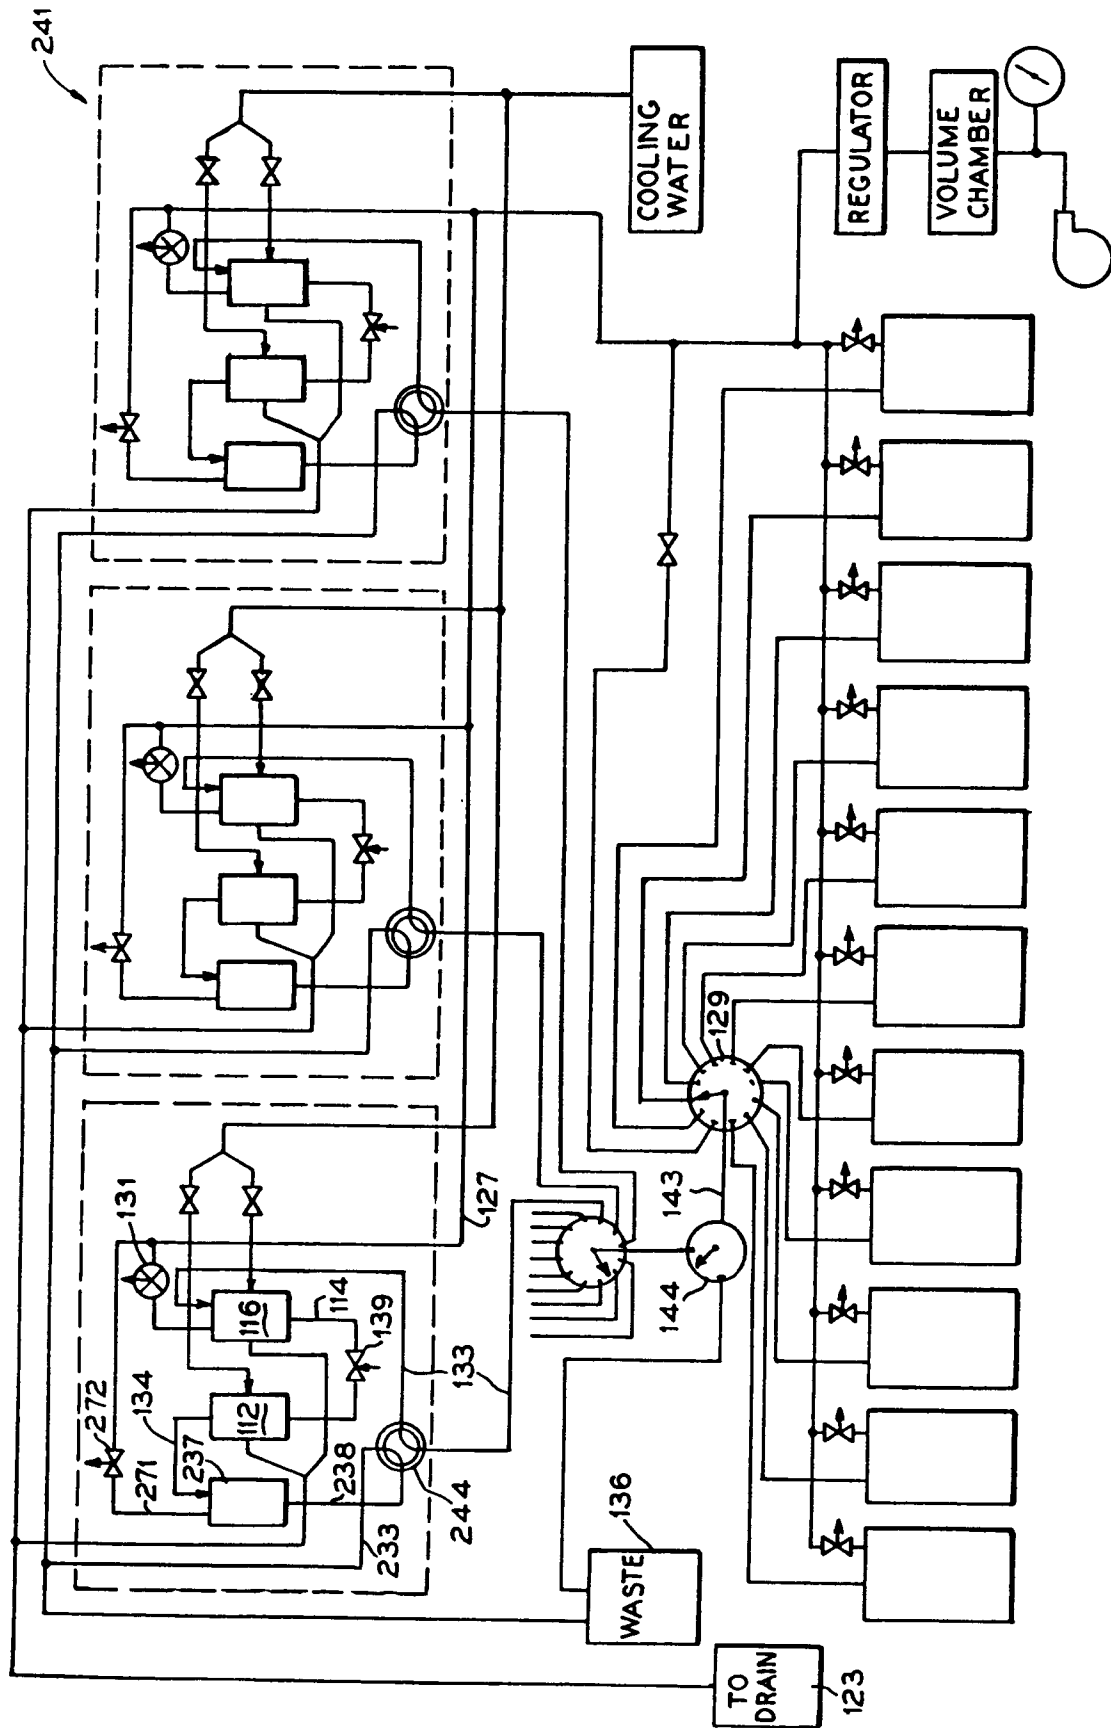 241
COOLING
WATER
REGULATOR
VOLUME
CHAMBER
131
272
134
237
271
116
112
114
139
238
233
244
133
127
129
143
144
WASTE
136
TO
DRAIN
123